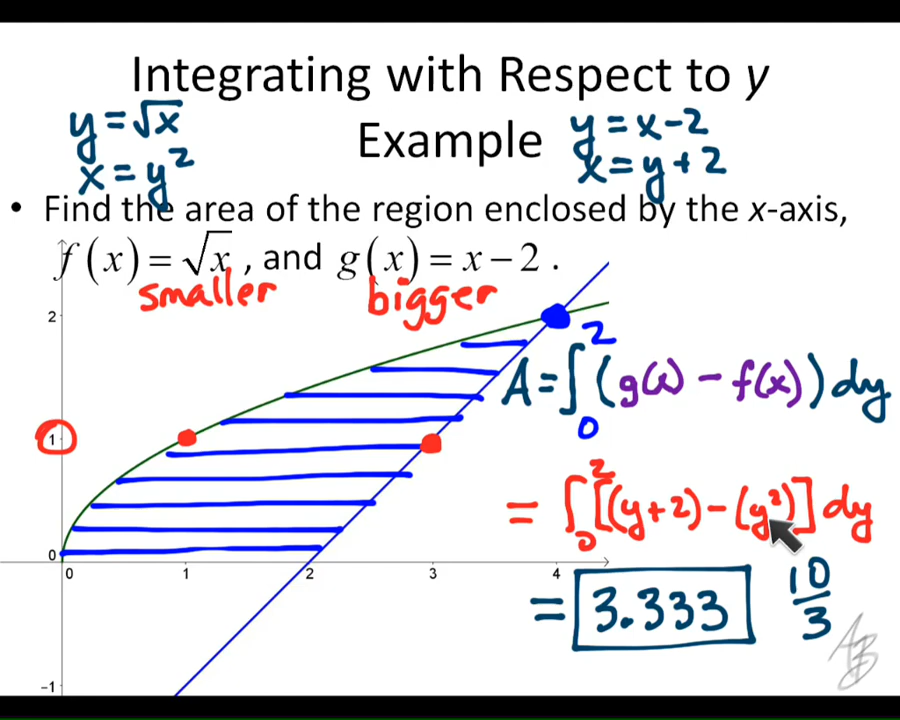 Integrating with Respect to y
Example
y = √x
x = y²
y = x-2
x = y+2
• Find the area of the region enclosed by the x-axis,
f(x) = √x, and g(x) = x − 2.
smaller
bigger
A = ∫₀² (g(x) − f(x)) dy
= ∫₀² [(y+2) − (y²)] dy
= 3.333
10/3
2
1
0
-1
0 1 2 3 4